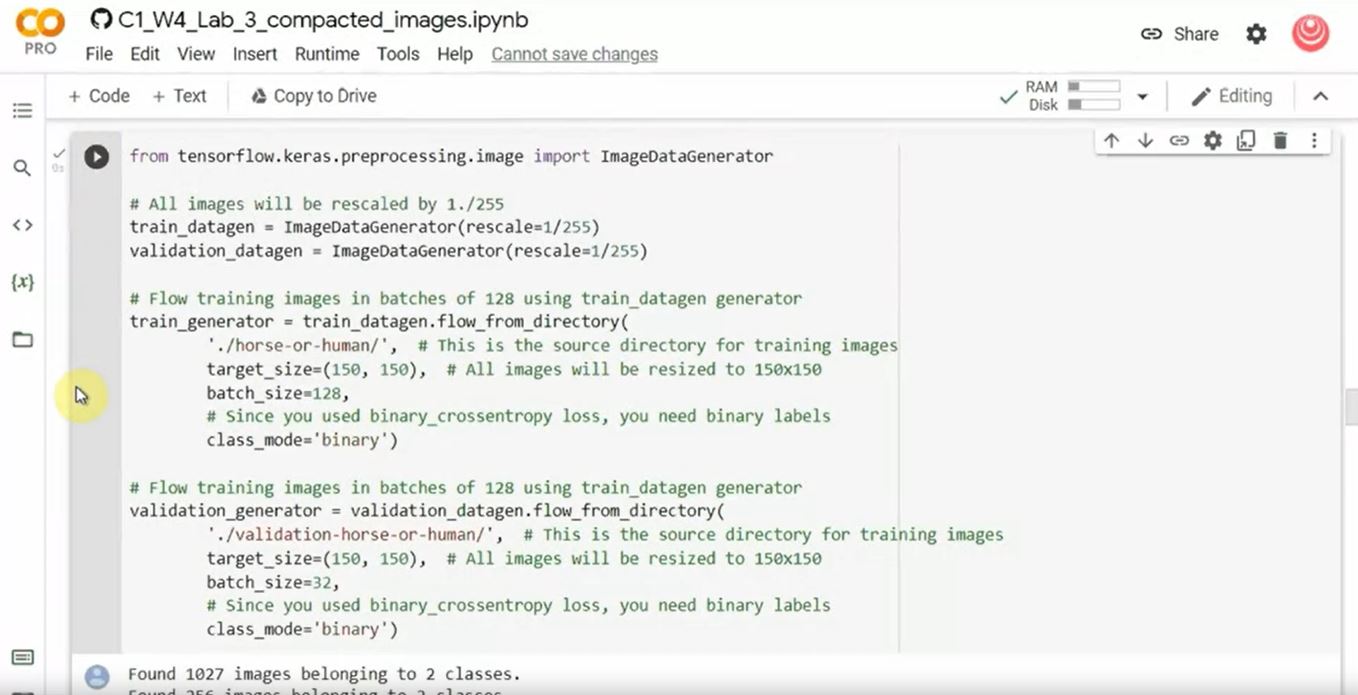 C1_W4_Lab_3_compacted_images.ipynb
PRO
File Edit View Insert Runtime Tools Help Cannot save changes
Share
+ Code + Text Copy to Drive
RAM
Disk
Editing
0s
from tensorflow.keras.preprocessing.image import ImageDataGenerator
# All images will be rescaled by 1./255
train_datagen = ImageDataGenerator(rescale=1/255)
validation_datagen = ImageDataGenerator(rescale=1/255)
# Flow training images in batches of 128 using train_datagen generator
train_generator = train_datagen.flow_from_directory(
'./horse-or-human/', # This is the source directory for training images
target_size=(150, 150), # All images will be resized to 150x150
batch_size=128,
# Since you used binary_crossentropy loss, you need binary labels
class_mode='binary')
# Flow training images in batches of 128 using train_datagen generator
validation_generator = validation_datagen.flow_from_directory(
'./validation-horse-or-human/', # This is the source directory for training images
target_size=(150, 150), # All images will be resized to 150x150
batch_size=32,
# Since you used binary_crossentropy loss, you need binary labels
class_mode='binary')
Found 1027 images belonging to 2 classes.
Found 256 images belonging to 2 classes.